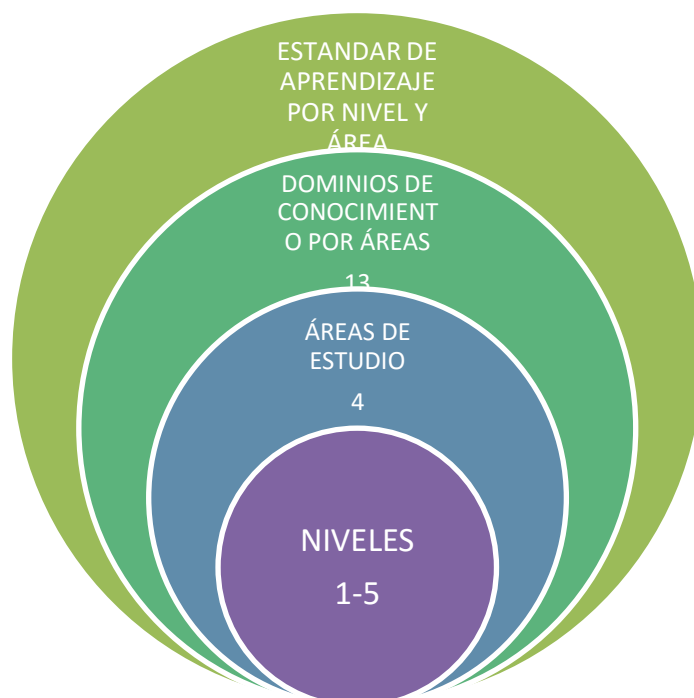 ESTANDAR DE
APRENDIZAJE
POR NIVEL Y
ÁREA
DOMINIOS DE
CONOCIMIENT
O POR ÁREAS
13
ÁREAS DE
ESTUDIO
4
NIVELES
1-5